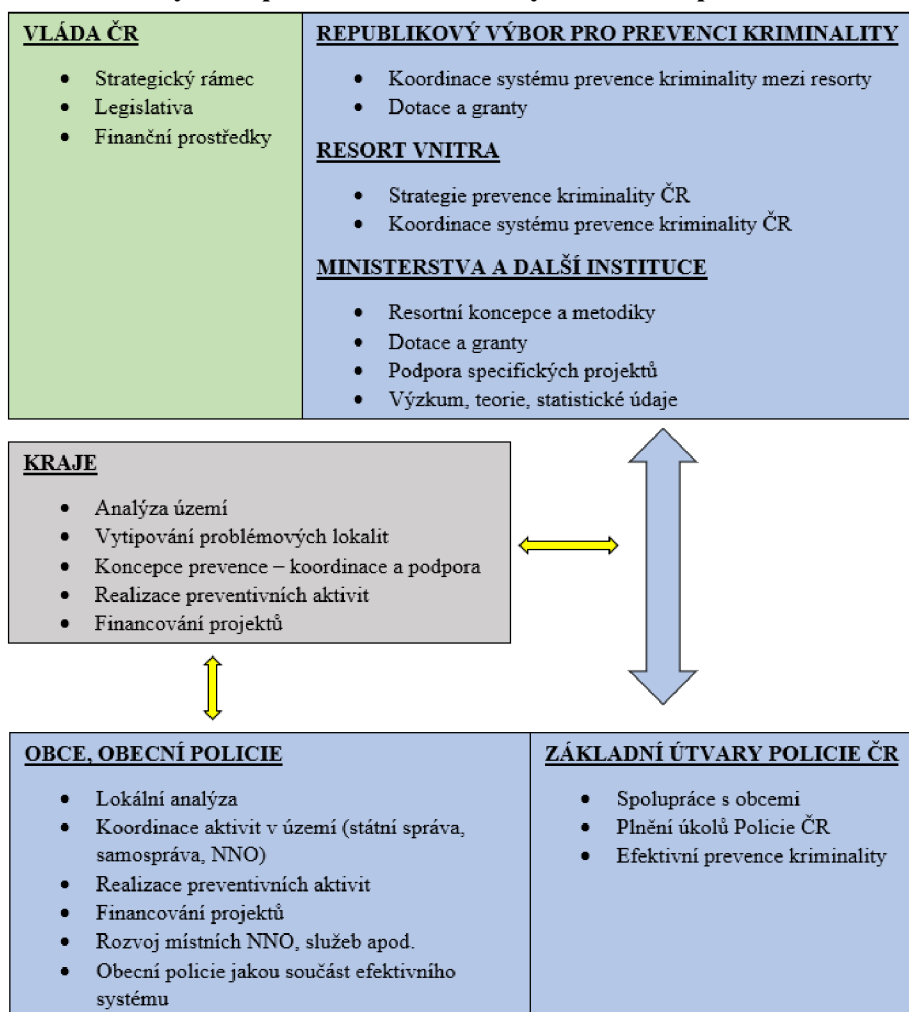 VLÁDA ČR
• Strategický rámec
• Legislativa
• Finanční prostředky
REPUBLIKOVÝ VÝBOR PRO PREVENCI KRIMINALITY
• Koordinace systému prevence kriminality mezi resorty
• Dotace a granty
RESORT VNITRA
• Strategie prevence kriminality ČR
• Koordinace systému prevence kriminality ČR
MINISTERSTVA A DALŠÍ INSTITUCE
• Resortní koncepce a metodiky
• Dotace a granty
• Podpora specifických projektů
• Výzkum, teorie, statistické údaje
KRAJE
• Analýza území
• Vytipování problémových lokalit
• Koncepce prevence – koordinace a podpora
• Realizace preventivních aktivit
• Financování projektů
OBCE, OBECNÍ POLICIE
• Lokální analýza
• Koordinace aktivit v území (státní správa,
samospráva, NNO)
• Realizace preventivních aktivit
• Financování projektů
• Rozvoj místních NNO, služeb apod.
• Obecní policie jakou součást efektivního
systému
ZÁKLADNÍ ÚTVARY POLICIE ČR
• Spolupráce s obcemi
• Plnění úkolů Policie ČR
• Efektivní prevence kriminality